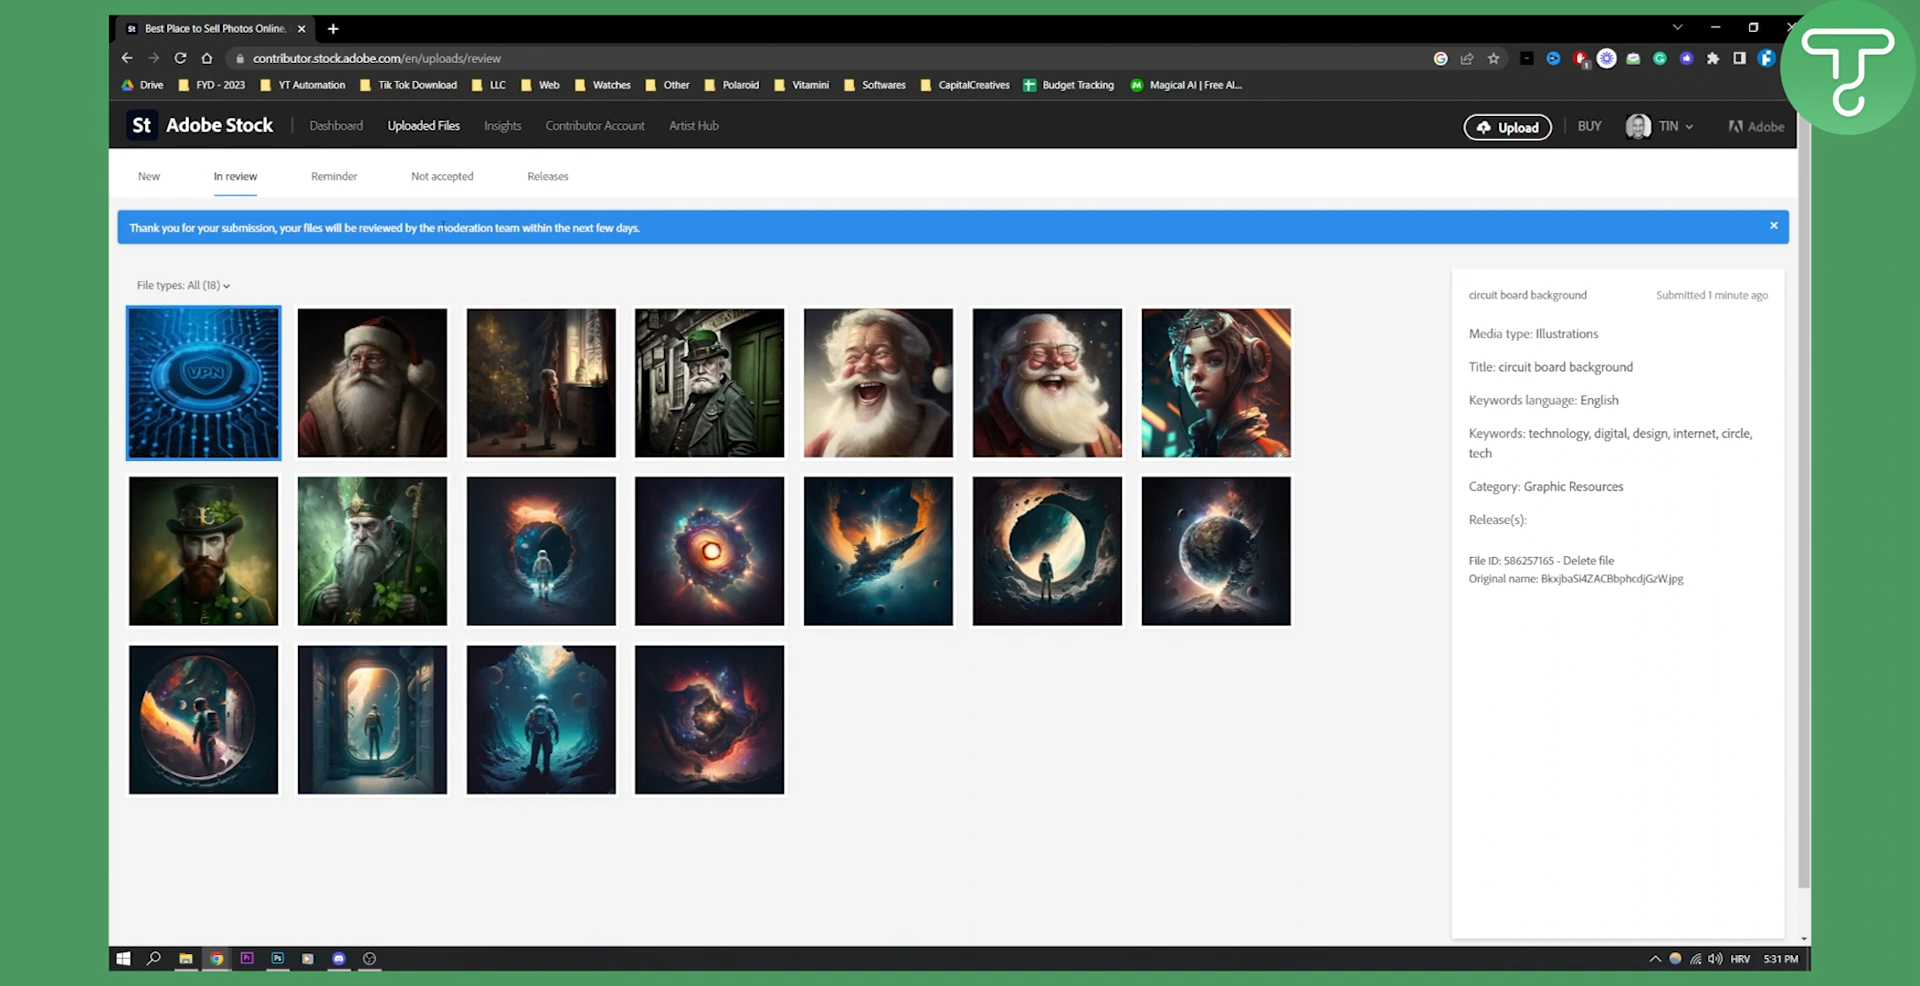 St Best Place to Sell Photos Online,
contributor.stock.adobe.com/en/uploads/review
Drive FYD - 2023 YT Automation Tik Tok Download LLC Web Watches Other Polaroid Vitamini Softwares CapitalCreatives Budget Tracking Magical AI | Free AI...
St Adobe Stock Dashboard Uploaded Files Insights Contributor Account Artist Hub Upload BUY TIN Adobe
New In review Reminder Not accepted Releases
Thank you for your submission, your files will be reviewed by the moderation team within the next few days.
File types: All (18)
VPN
circuit board background Submitted 1 minute ago
Media type: Illustrations
Title: circuit board background
Keywords language: English
Keywords: technology, digital, design, internet, circle,
tech
Category: Graphic Resources
Release(s):
File ID: 586257165 - Delete file
Original name: BkxjbaSi4ZACBbphcdjGzW.jpg
Pr Ps HRV 5:31 PM